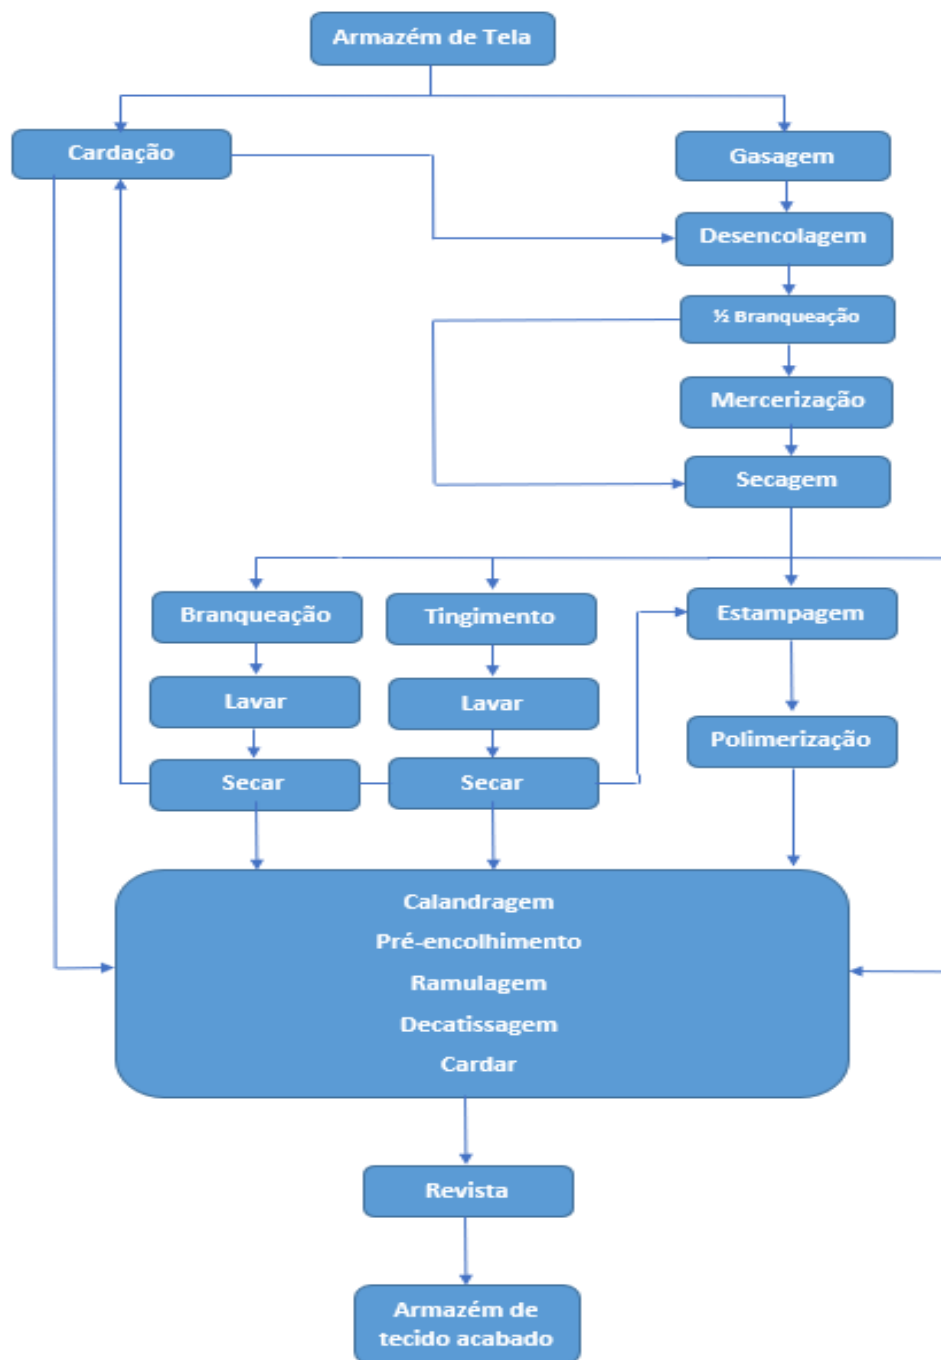 Armazém de Tela
Cardação
Gasagem
Desencolagem
½ Branqueação
Mercerização
Secagem
Branqueação
Tingimento
Estampagem
Lavar
Lavar
Polimerização
Secar
Secar
Calandragem
Pré-encolhimento
Ramulagem
Decatissagem
Cardar
Revista
Armazém de
tecido acabado